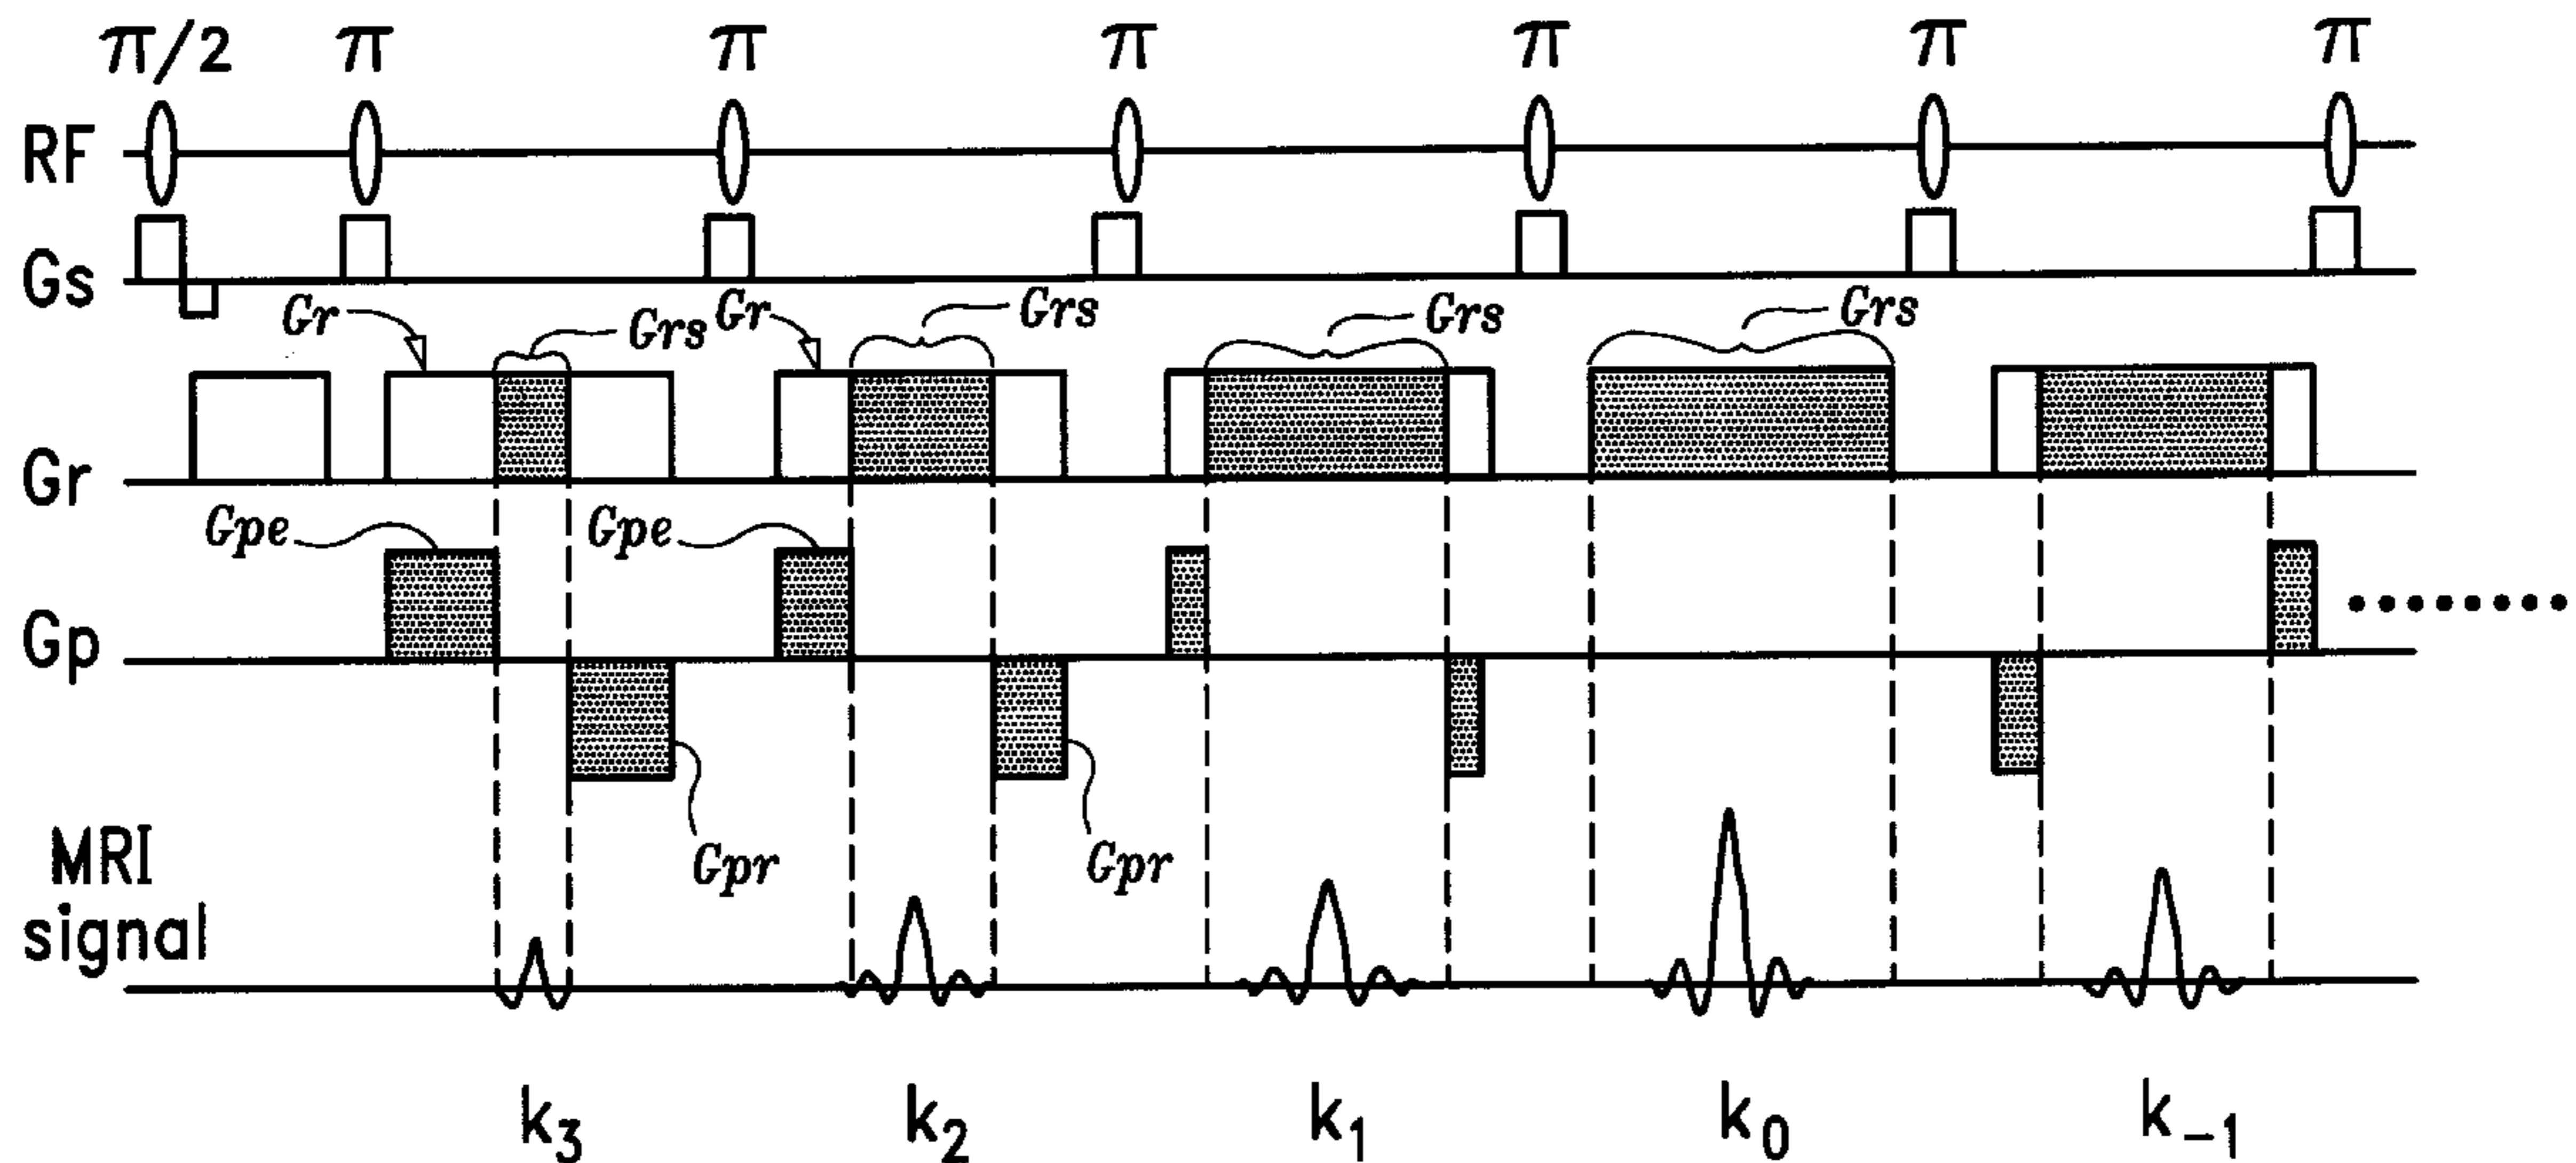 π/2 π π π π π π
RF
Gs
Gr Grs Gr Grs Grs Grs
Gr
Gpe Gpe
Gp
Gpr Gpr
MRI
signal
k₃ k₂ k₁ k₀ k₋₁